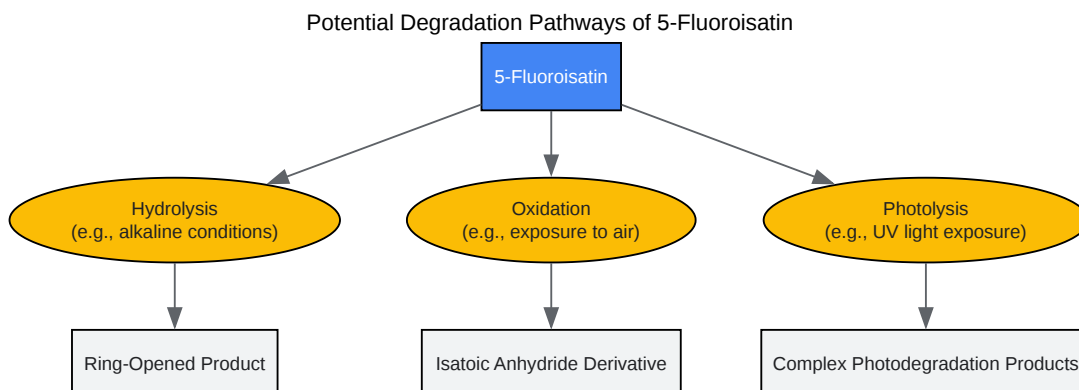 Potential Degradation Pathways of 5-Fluoroisatin
5-Fluoroisatin
Hydrolysis
(e.g., alkaline conditions)
Oxidation
(e.g., exposure to air)
Photolysis
(e.g., UV light exposure)
Ring-Opened Product
Isatoic Anhydride Derivative
Complex Photodegradation Products